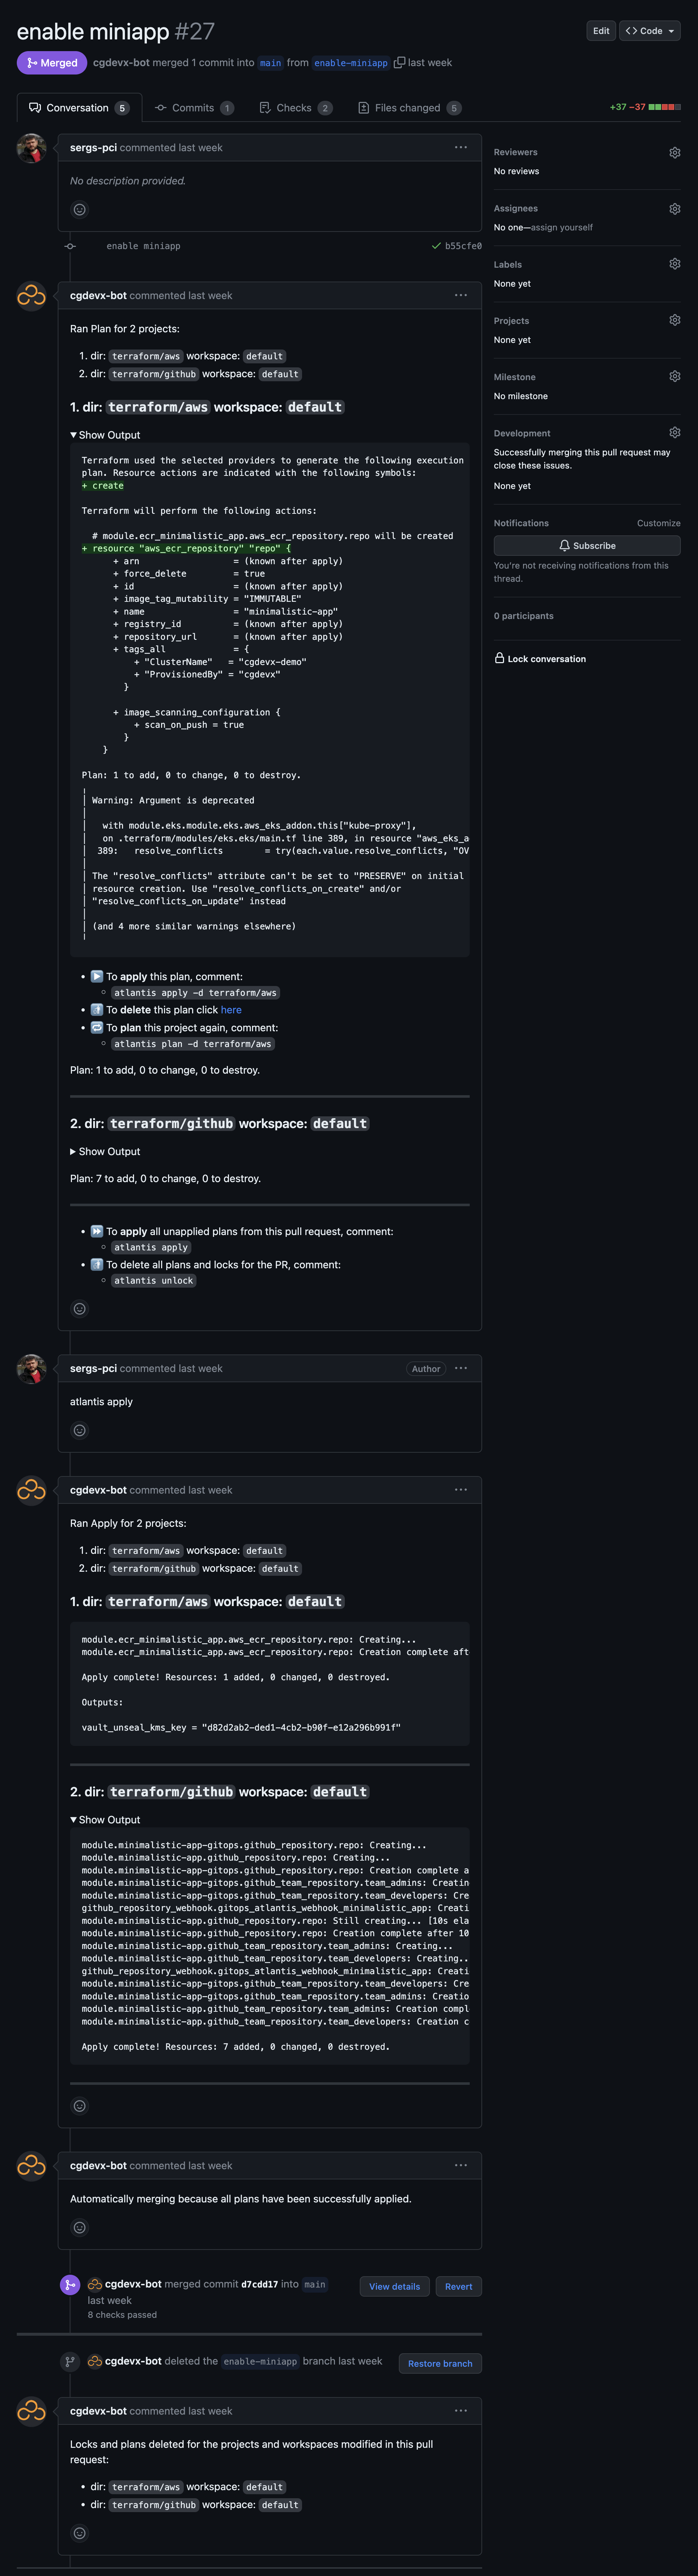 enable miniapp #27
Edit
<> Code
Merged
cgdevx-bot merged 1 commit into main from enable-miniapp last week
Conversation 5
Commits 1
Checks 2
Files changed 5
+37 −37
sergs-pci commented last week
No description provided.
enable miniapp
b55cfe0
cgdevx-bot commented last week
Ran Plan for 2 projects:
1. dir: terraform/aws workspace: default
2. dir: terraform/github workspace: default
1. dir: terraform/aws workspace: default
Show Output
Terraform used the selected providers to generate the following execution
plan. Resource actions are indicated with the following symbols:
+ create
Terraform will perform the following actions:
# module.ecr_minimalistic_app.aws_ecr_repository.repo will be created
+ resource "aws_ecr_repository" "repo" {
+ arn = (known after apply)
+ force_delete = true
+ id = (known after apply)
+ image_tag_mutability = "IMMUTABLE"
+ name = "minimalistic-app"
+ registry_id = (known after apply)
+ repository_url = (known after apply)
+ tags_all = {
+ "ClusterName" = "cgdevx-demo"
+ "ProvisionedBy" = "cgdevx"
}
+ image_scanning_configuration {
+ scan_on_push = true
}
}
Plan: 1 to add, 0 to change, 0 to destroy.
Warning: Argument is deprecated
with module.eks.module.eks.aws_eks_addon.this["kube-proxy"],
on .terraform/modules/eks.eks/main.tf line 389, in resource "aws_eks_a
389: resolve_conflicts = try(each.value.resolve_conflicts, "OV
The "resolve_conflicts" attribute can't be set to "PRESERVE" on initial
resource creation. Use "resolve_conflicts_on_create" and/or
"resolve_conflicts_on_update" instead
(and 4 more similar warnings elsewhere)
To apply this plan, comment:
atlantis apply -d terraform/aws
To delete this plan click here
To plan this project again, comment:
atlantis plan -d terraform/aws
Plan: 1 to add, 0 to change, 0 to destroy.
2. dir: terraform/github workspace: default
Show Output
Plan: 7 to add, 0 to change, 0 to destroy.
To apply all unapplied plans from this pull request, comment:
atlantis apply
To delete all plans and locks for the PR, comment:
atlantis unlock
sergs-pci commented last week
Author
atlantis apply
cgdevx-bot commented last week
Ran Apply for 2 projects:
1. dir: terraform/aws workspace: default
2. dir: terraform/github workspace: default
1. dir: terraform/aws workspace: default
module.ecr_minimalistic_app.aws_ecr_repository.repo: Creating...
module.ecr_minimalistic_app.aws_ecr_repository.repo: Creation complete aft
Apply complete! Resources: 1 added, 0 changed, 0 destroyed.
Outputs:
vault_unseal_kms_key = "d82d2ab2-ded1-4cb2-b90f-e12a296b991f"
2. dir: terraform/github workspace: default
Show Output
module.minimalistic-app-gitops.github_repository.repo: Creating...
module.minimalistic-app.github_repository.repo: Creating...
module.minimalistic-app-gitops.github_repository.repo: Creation complete a
module.minimalistic-app-gitops.github_team_repository.team_admins: Creatin
module.minimalistic-app-gitops.github_team_repository.team_developers: Cre
github_repository_webhook.gitops_atlantis_webhook_minimalistic_app: Creati
module.minimalistic-app.github_repository.repo: Still creating... [10s ela
module.minimalistic-app.github_repository.repo: Creation complete after 10
module.minimalistic-app.github_team_repository.team_admins: Creating...
module.minimalistic-app.github_team_repository.team_developers: Creating..
github_repository_webhook.gitops_atlantis_webhook_minimalistic_app: Creati
module.minimalistic-app-gitops.github_team_repository.team_developers: Cre
module.minimalistic-app-gitops.github_team_repository.team_admins: Creatio
module.minimalistic-app.github_team_repository.team_admins: Creation compl
module.minimalistic-app.github_team_repository.team_developers: Creation c
Apply complete! Resources: 7 added, 0 changed, 0 destroyed.
cgdevx-bot commented last week
Automatically merging because all plans have been successfully applied.
cgdevx-bot merged commit d7cdd17 into main
last week
8 checks passed
View details
Revert
cgdevx-bot deleted the enable-miniapp branch last week
Restore branch
cgdevx-bot commented last week
Locks and plans deleted for the projects and workspaces modified in this pull
request:
dir: terraform/aws workspace: default
dir: terraform/github workspace: default
Reviewers
No reviews
Assignees
No one—assign yourself
Labels
None yet
Projects
None yet
Milestone
No milestone
Development
Successfully merging this pull request may
close these issues.
None yet
Notifications
Customize
Subscribe
You're not receiving notifications from this
thread.
0 participants
Lock conversation